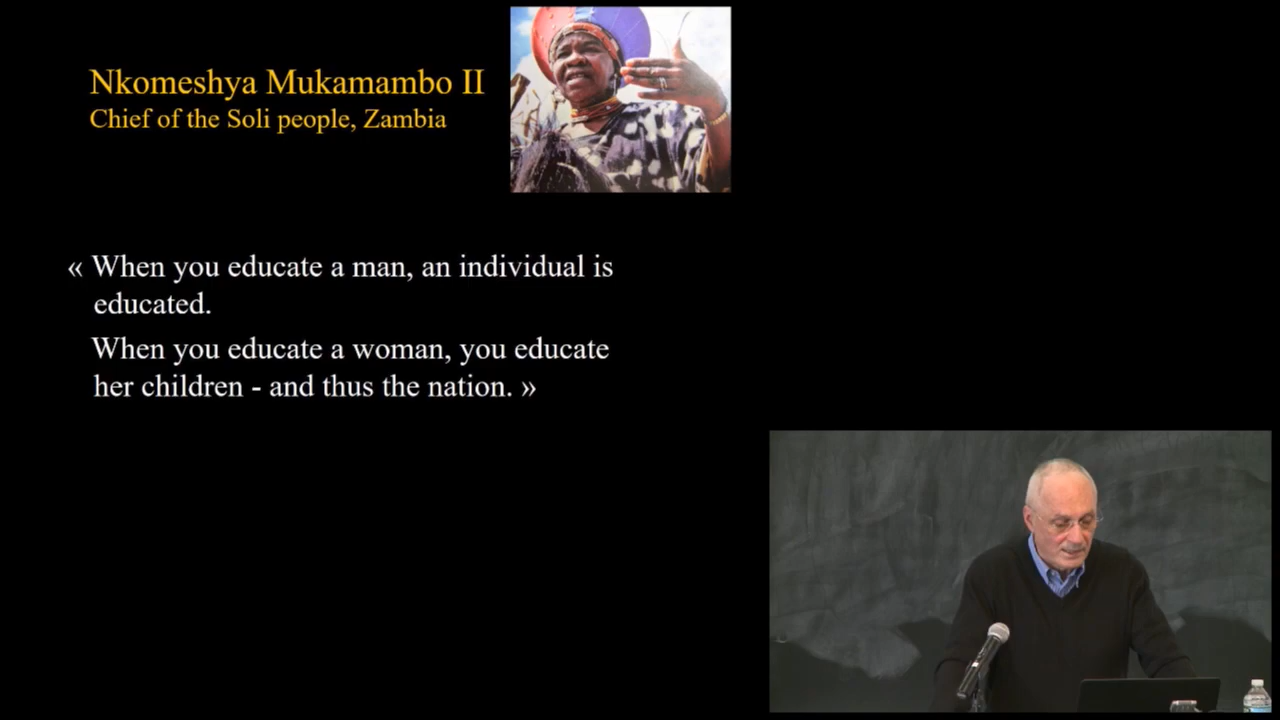 Nkomeshya Mukamambo II
Chief of the Soli people, Zambia
« When you educate a man, an individual is
educated.
When you educate a woman, you educate
her children - and thus the nation. »